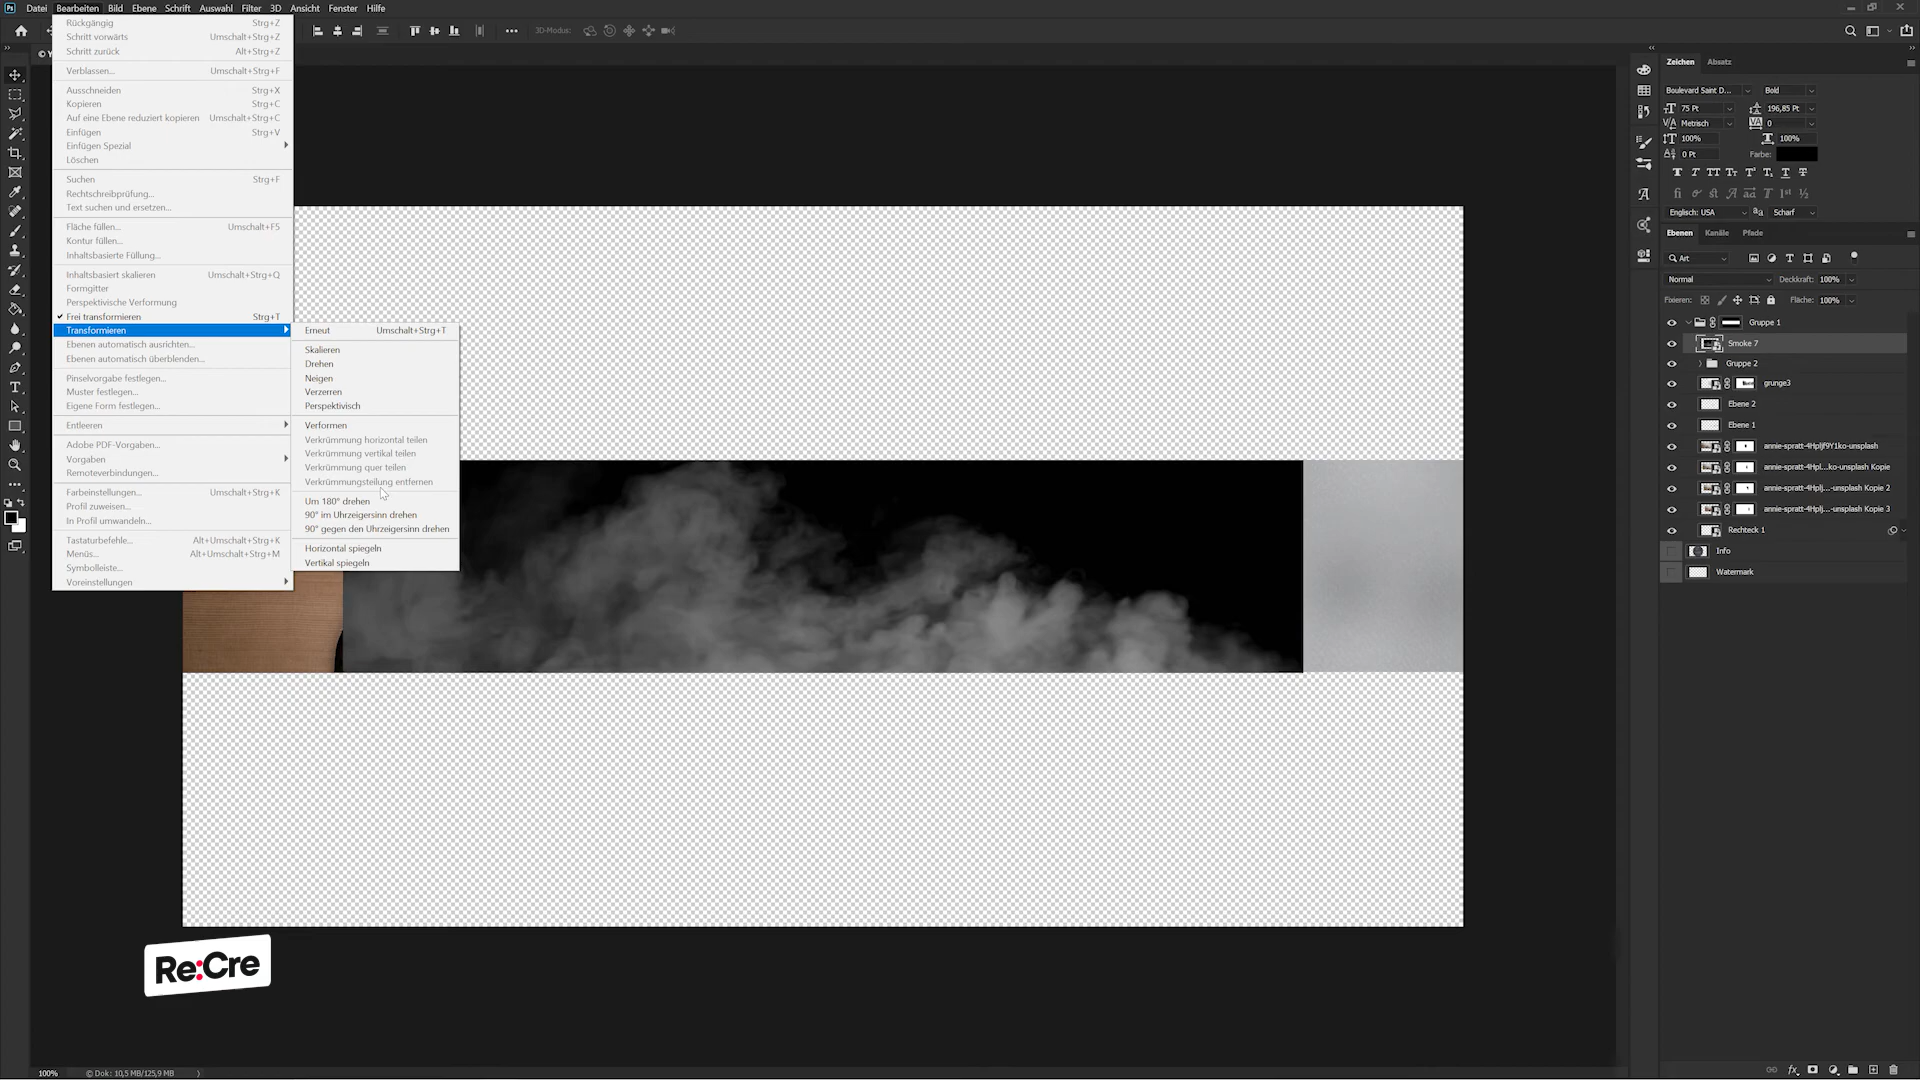 Ps Datei Bearbeiten Bild Ebene Schrift Auswahl Filter 3D Ansicht Fenster Hilfe
3D-Modus:
Rückgängig Strg+Z
Schritt vorwärts Umschalt+Strg+Z
Schritt zurück Alt+Strg+Z
Verblassen... Umschalt+Strg+F
Ausschneiden Strg+X
Kopieren Strg+C
Auf eine Ebene reduziert kopieren Umschalt+Strg+C
Einfügen Strg+V
Einfügen Spezial
Löschen
Suchen Strg+F
Rechtschreibprüfung...
Text suchen und ersetzen...
Fläche füllen... Umschalt+F5
Kontur füllen...
Inhaltsbasierte Füllung...
Inhaltsbasiert skalieren Umschalt+Strg+Q
Formgitter
Perspektivische Verformung
Frei transformieren Strg+T
Transformieren
Ebenen automatisch ausrichten...
Ebenen automatisch überblenden...
Pinselvorgabe festlegen...
Muster festlegen...
Eigene Form festlegen...
Entleeren
Adobe PDF-Vorgaben...
Vorgaben
Remoteverbindungen...
Farbeinstellungen... Umschalt+Strg+K
Profil zuweisen...
In Profil umwandeln...
Tastaturbefehle... Alt+Umschalt+Strg+K
Menüs... Alt+Umschalt+Strg+M
Symbolleiste...
Voreinstellungen
Erneut Umschalt+Strg+T
Skalieren
Drehen
Neigen
Verzerren
Perspektivisch
Verformen
Verkrümmung horizontal teilen
Verkrümmung vertikal teilen
Verkrümmung quer teilen
Verkrümmungsteilung entfernen
Um 180° drehen
90° im Uhrzeigersinn drehen
90° gegen den Uhrzeigersinn drehen
Horizontal spiegeln
Vertikal spiegeln
Re:Cre
100% Dok: 10,5 MB/125,9 MB
Zeichen Absatz
Boulevard Saint D... Bold
75 Pt 196,85 Pt
Metrisch 0
100% 100%
0 Pt Farbe:
Englisch: USA Scharf
Ebenen Kanäle Pfade
Art
Normal Deckkraft: 100%
Fixieren: Fläche: 100%
Gruppe 1
Smoke 7
Gruppe 2
grunge3
Ebene 2
Ebene 1
annie-spratt-4Hpljf9Y1ko-unsplash
annie-spratt-4Hpl...ko-unsplash Kopie
annie-spratt-4Hplj...-unsplash Kopie 2
annie-spratt-4Hplj...-unsplash Kopie 3
Rechteck 1
Info
Watermark